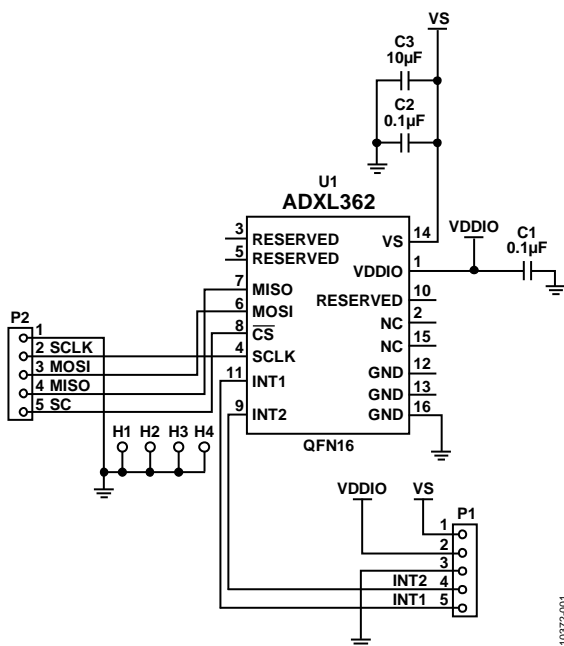 VS
C3
10µF
C2
0.1µF
U1
ADXL362
3 RESERVED
5 RESERVED
7 MISO
6 MOSI
8 CS
4 SCLK
11 INT1
9 INT2
VS 14
VDDIO 1
RESERVED 10
NC 2
NC 15
GND 12
GND 13
GND 16
QFN16
VDDIO
C1
0.1µF
P2
1
2 SCLK
3 MOSI
4 MISO
5 SC
H1 H2 H3 H4
VDDIO VS
P1
1
2
3
INT2 4
INT1 5
10372-001